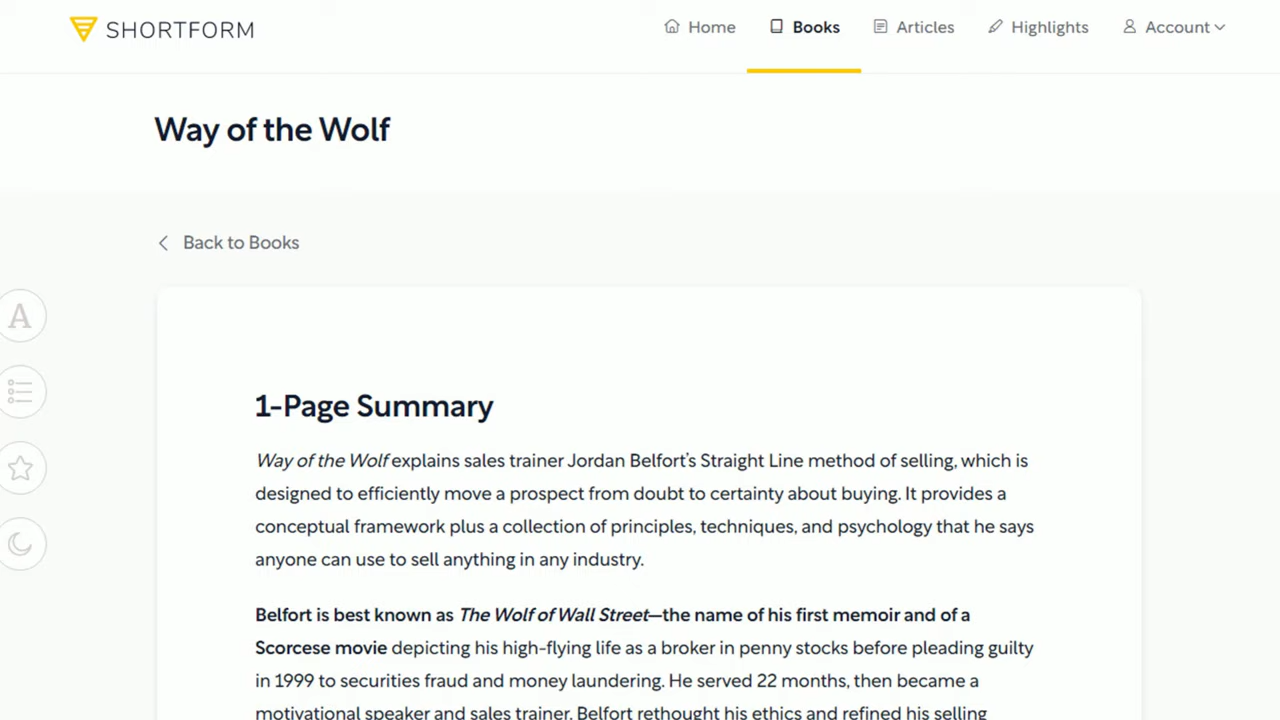 SHORTFORM
Home Books Articles Highlights Account
Way of the Wolf
Back to Books
A
1-Page Summary
Way of the Wolf explains sales trainer Jordan Belfort's Straight Line method of selling, which is
designed to efficiently move a prospect from doubt to certainty about buying. It provides a
conceptual framework plus a collection of principles, techniques, and psychology that he says
anyone can use to sell anything in any industry.
Belfort is best known as The Wolf of Wall Street—the name of his first memoir and of a
Scorcese movie depicting his high-flying life as a broker in penny stocks before pleading guilty
in 1999 to securities fraud and money laundering. He served 22 months, then became a
motivational speaker and sales trainer. Belfort rethought his ethics and refined his selling